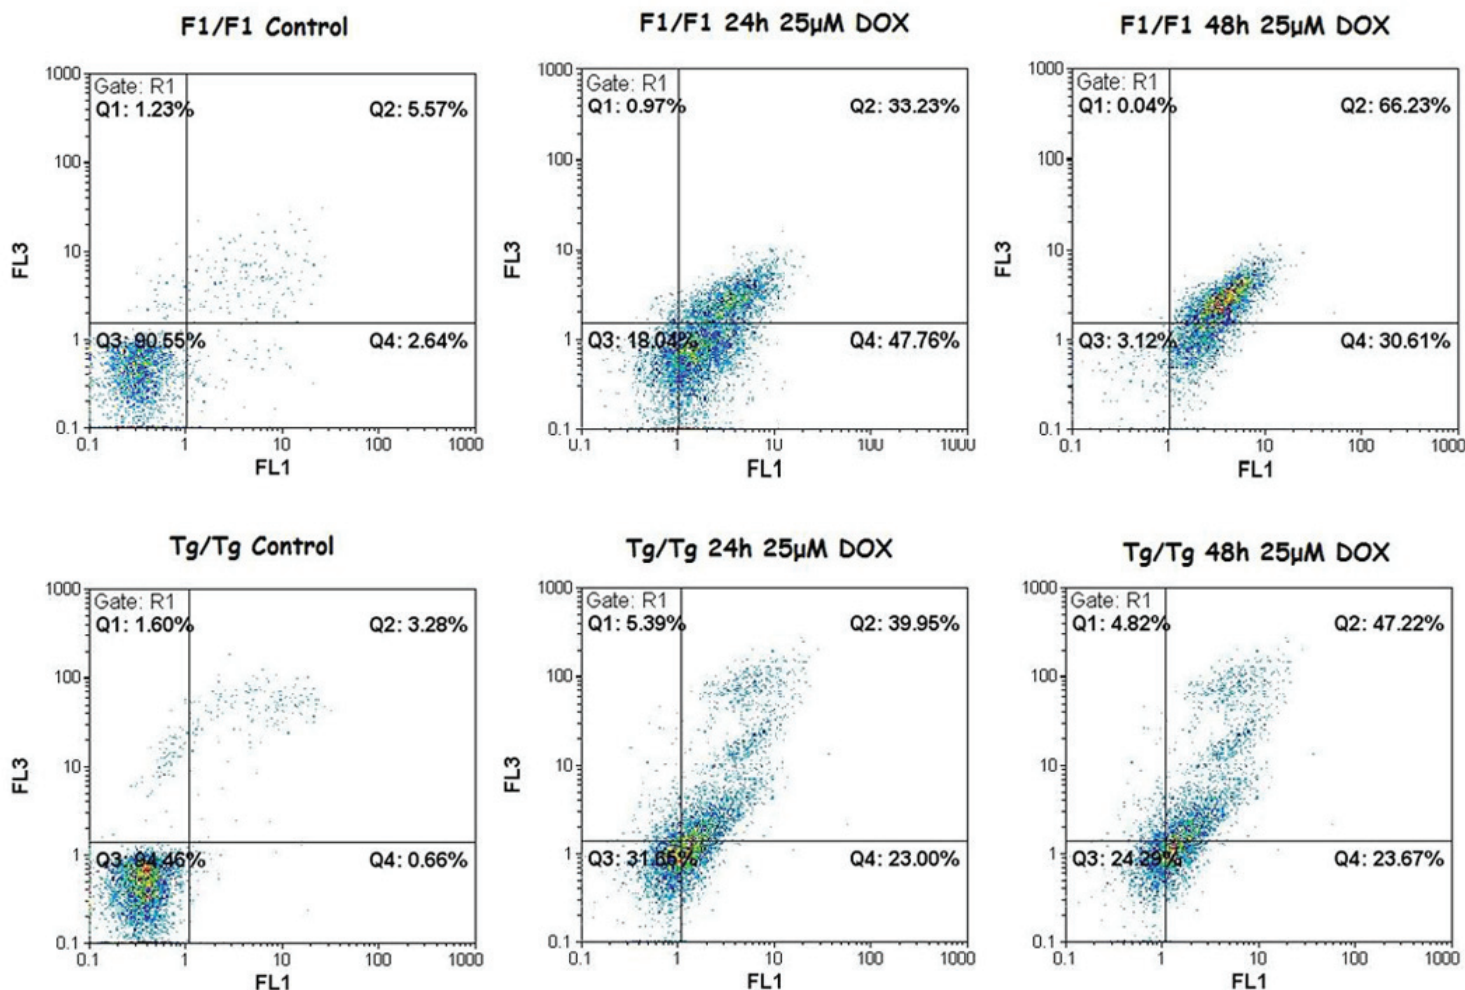 F1/F1 Control
F1/F1 24h 25µM DOX
F1/F1 48h 25µM DOX
1000
Gate: R1
Q1: 1.23%
Q2: 5.57%
100
10
FL3
1
Q3: 90.55%
Q4: 2.64%
0.1
0.1 1 10 100 1000
FL1
1000
Gate: R1
Q1: 0.97%
Q2: 33.23%
100
10
FL3
1
Q3: 18.04%
Q4: 47.76%
0.1
0.1 1 10 100 1000
FL1
1000
Gate: R1
Q1: 0.04%
Q2: 66.23%
100
10
FL3
1
Q3: 3.12%
Q4: 30.61%
0.1
0.1 1 10 100 1000
FL1
Tg/Tg Control
Tg/Tg 24h 25µM DOX
Tg/Tg 48h 25µM DOX
1000
Gate: R1
Q1: 1.60%
Q2: 3.28%
100
10
FL3
1
Q3: 94.46%
Q4: 0.66%
0.1
0.1 1 10 100 1000
FL1
1000
Gate: R1
Q1: 5.39%
Q2: 39.95%
100
10
FL3
1
Q3: 31.65%
Q4: 23.00%
0.1
0.1 1 10 100 1000
FL1
1000
Gate: R1
Q1: 4.82%
Q2: 47.22%
100
10
1
Q3: 24.29%
Q4: 23.67%
0.1
0.1 1 10 100 1000
FL1